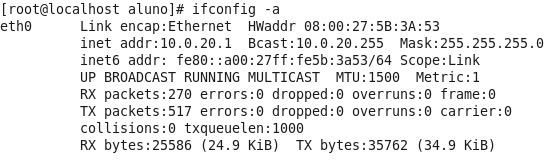 [root@localhost aluno]# ifconfig -a
eth0      Link encap:Ethernet  HWaddr 08:00:27:5B:3A:53
          inet addr:10.0.20.1  Bcast:10.0.20.255  Mask:255.255.255.0
          inet6 addr: fe80::a00:27ff:fe5b:3a53/64 Scope:Link
          UP BROADCAST RUNNING MULTICAST  MTU:1500  Metric:1
          RX packets:270 errors:0 dropped:0 overruns:0 frame:0
          TX packets:517 errors:0 dropped:0 overruns:0 carrier:0
          collisions:0 txqueuelen:1000
          RX bytes:25586 (24.9 KiB)  TX bytes:35762 (34.9 KiB)